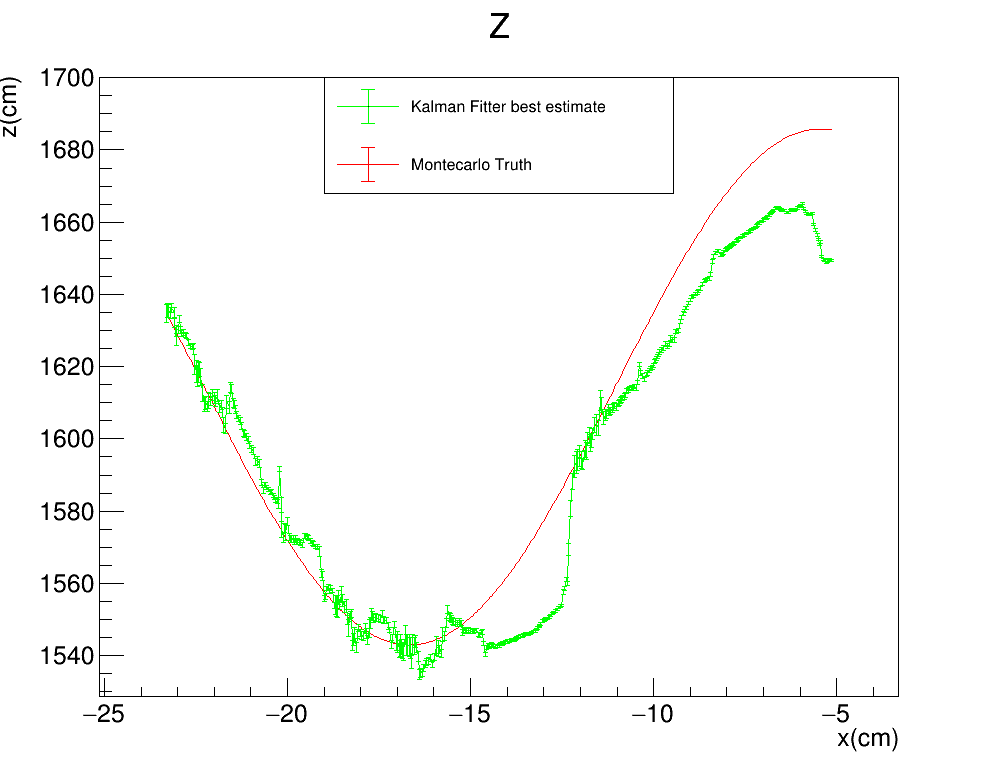 Z
z(cm)
1700
1680
1660
1640
1620
1600
1580
1560
1540
Kalman Fitter best estimate
Montecarlo Truth
−25 −20 −15 −10 −5
x(cm)